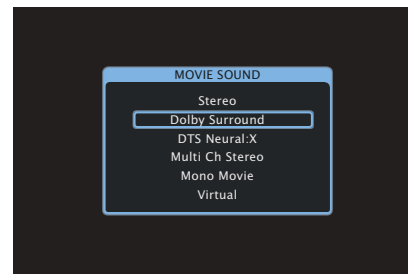 MOVIE SOUND
Stereo
Dolby Surround
DTS Neural:X
Multi Ch Stereo
Mono Movie
Virtual